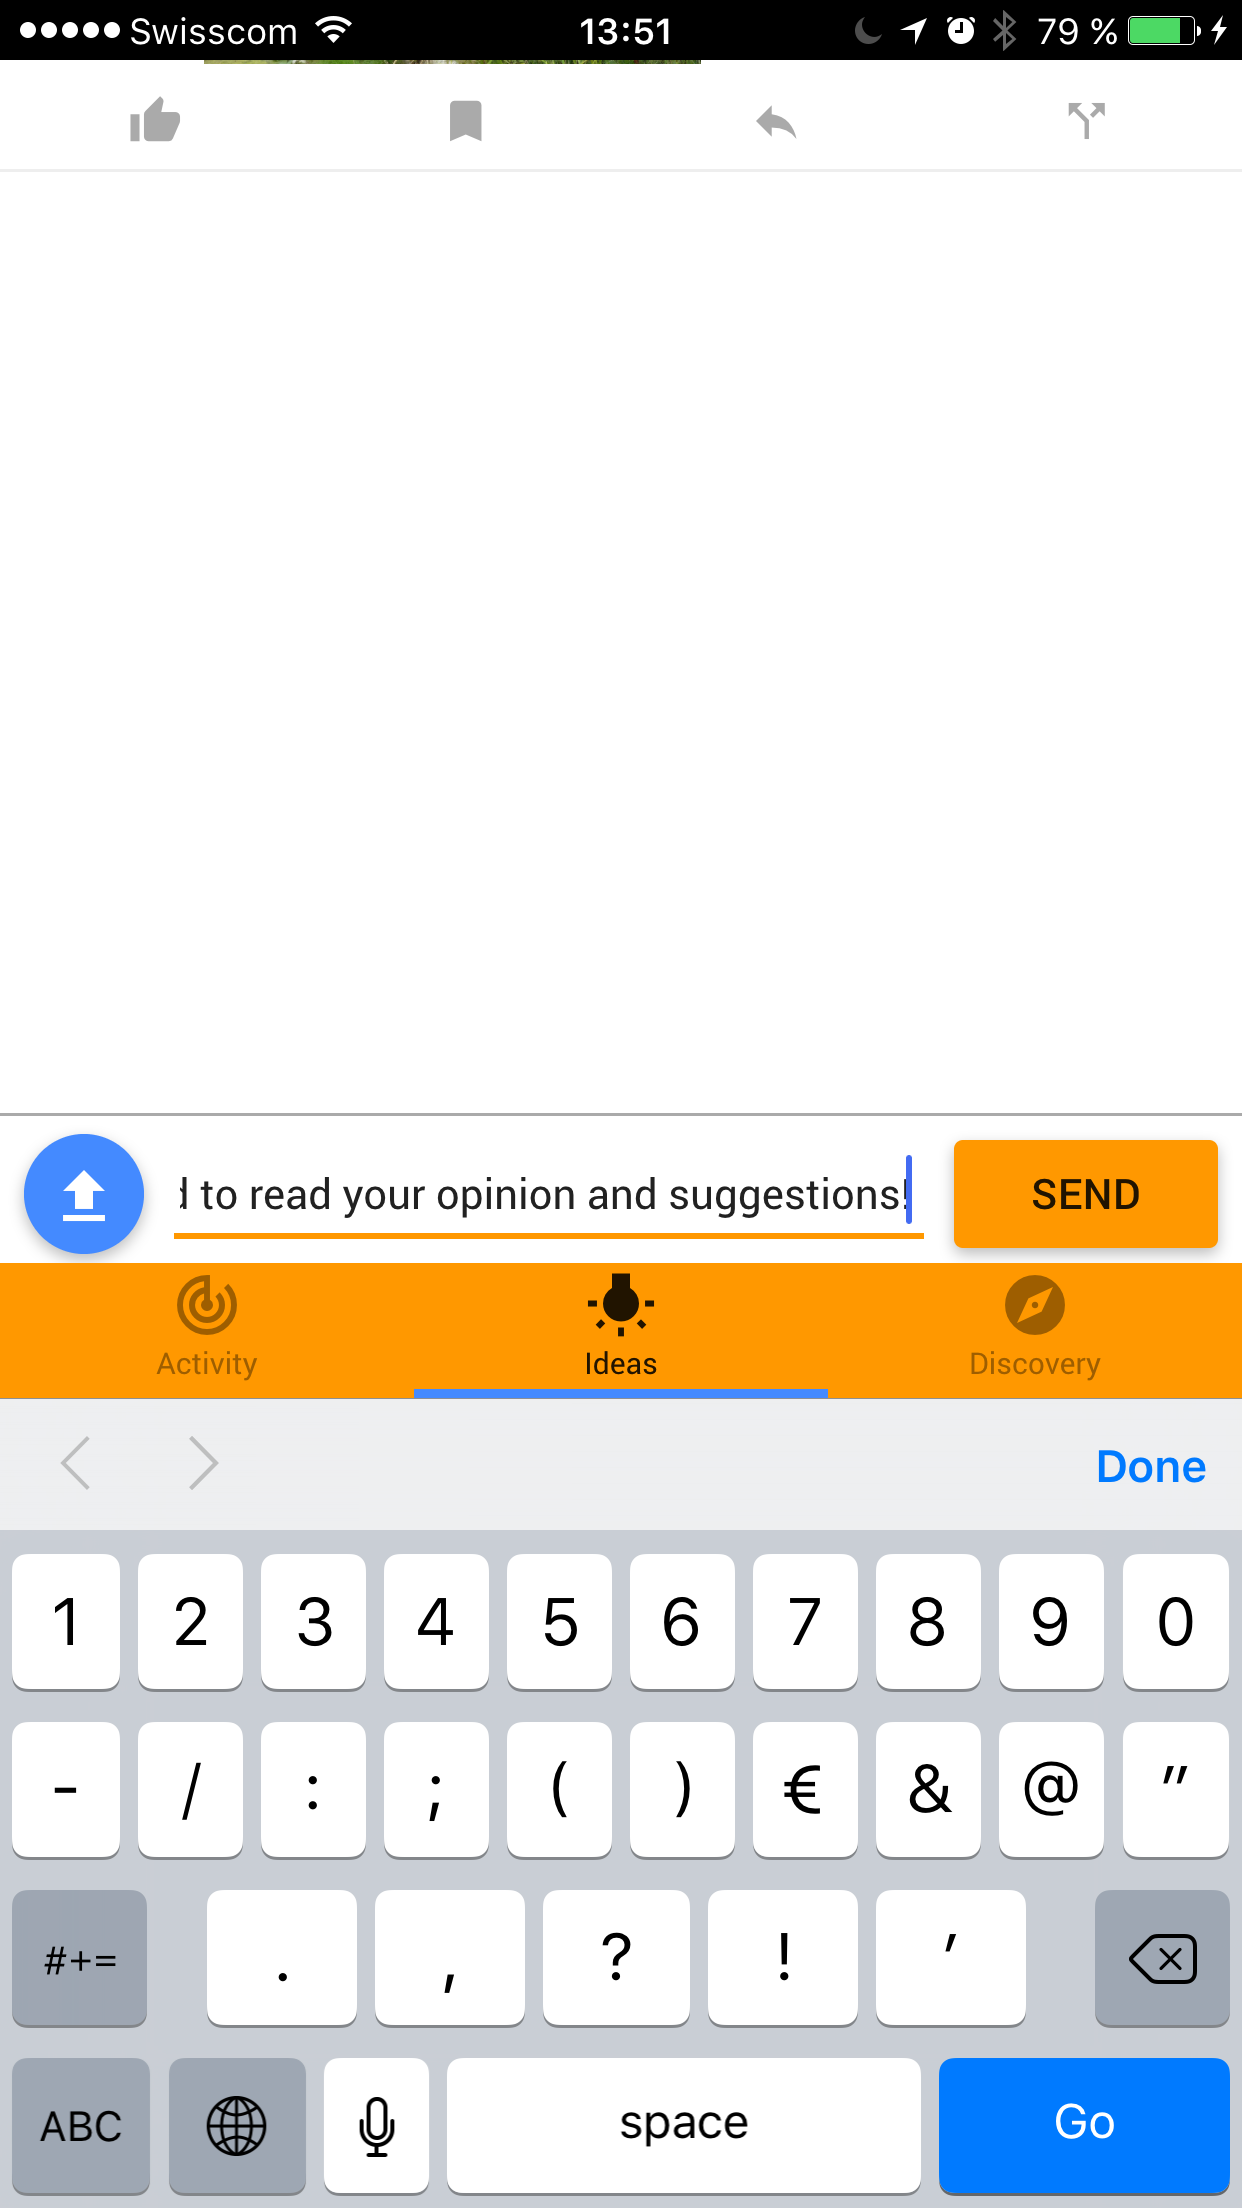 Swisscom 13:51 79 %
to read your opinion and suggestions!
SEND
Activity Ideas Discovery
Done
1 2 3 4 5 6 7 8 9 0
- / : ; ( ) € & @ "
#+= . , ? ! '
ABC space Go